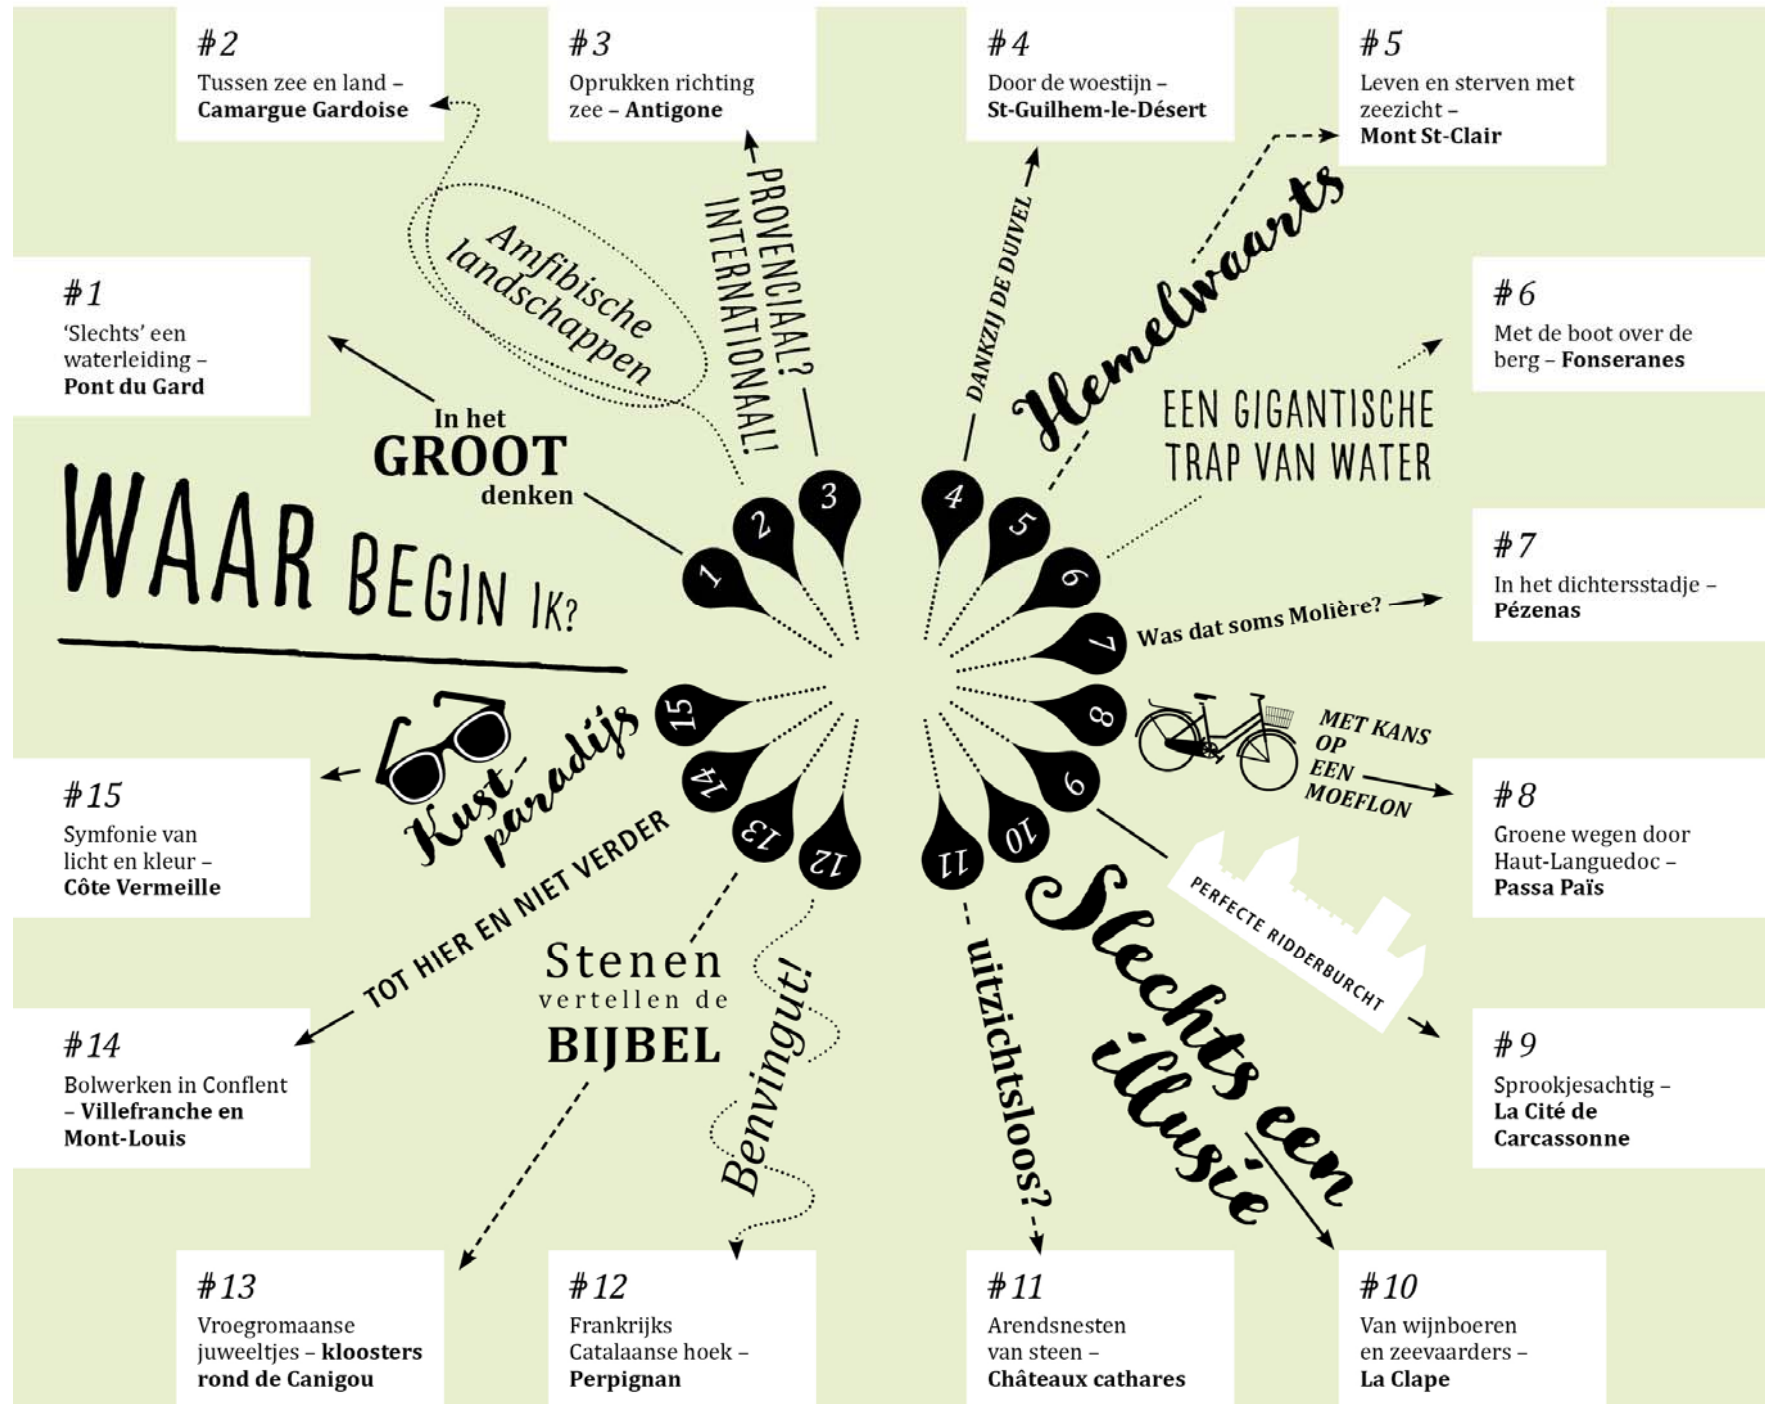 #2
Tussen zee en land –
Camargue Gardoise
#3
Oprukken richting
zee – Antigone
#4
Door de woestijn –
St-Guilhem-le-Désert
#5
Leven en sterven met
zeezicht –
Mont St-Clair
#1
‘Slechts’ een
waterleiding –
Pont du Gard
#6
Met de boot over de
berg – Fonseranes
Amfibische
landschappen
PROVENCIAAL?
INTERNATIONAAL!
DANKZIJ DE DUIVEL
Hemelwaarts
In het
GROOT
denken
EEN GIGANTISCHE
TRAP VAN WATER
WAAR BEGIN IK?
1
2
3
4
5
6
7
8
9
10
11
12
13
14
15
#7
In het dichtersstadje –
Pézenas
Was dat soms Molière?
MET KANS
OP
EEN
MOEFLON
#8
Groene wegen door
Haut-Languedoc –
Passa Païs
Kust-
paradijs
#15
Symfonie van
licht en kleur –
Côte Vermeille
TOT HIER EN NIET VERDER
PERFECTE RIDDERBURCHT
Stenen
vertellen de
BIJBEL
Benvingut!
uitzichtsloos?
Slechts een
illusie
#14
Bolwerken in Conflent
– Villefranche en
Mont-Louis
#9
Sprookjesachtig –
La Cité de
Carcassonne
#13
Vroegromaanse
juweeltjes – kloosters
rond de Canigou
#12
Frankrijks
Catalaanse hoek –
Perpignan
#11
Arendsnesten
van steen –
Châteaux cathares
#10
Van wijnboeren
en zeevaarders –
La Clape